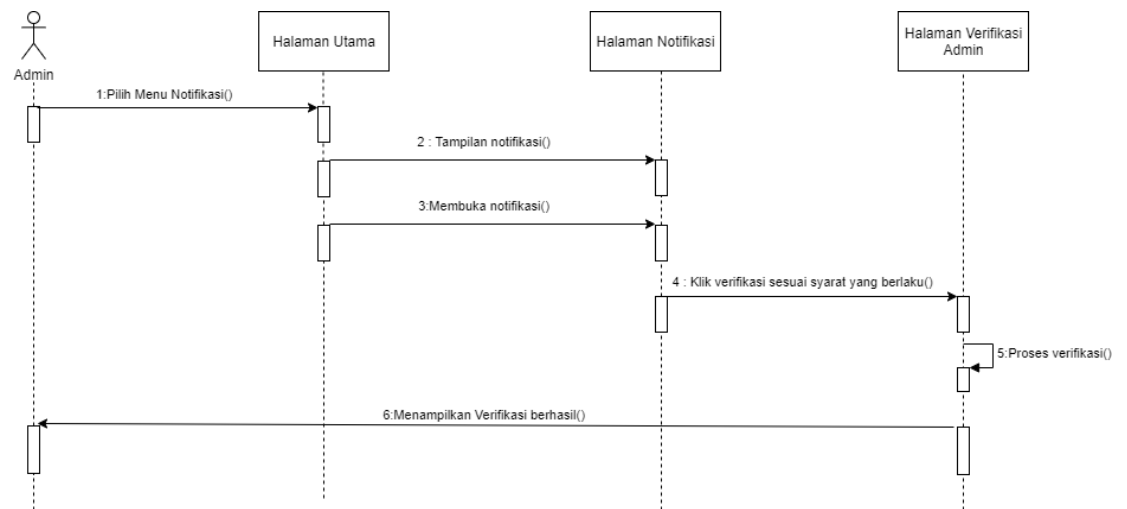 Admin
Halaman Utama
Halaman Notifikasi
Halaman Verifikasi
Admin
1:Pilih Menu Notifikasi()
2 : Tampilan notifikasi()
3:Membuka notifikasi()
4 : Klik verifikasi sesuai syarat yang berlaku()
5:Proses verifikasi()
6:Menampilkan Verifikasi berhasil()